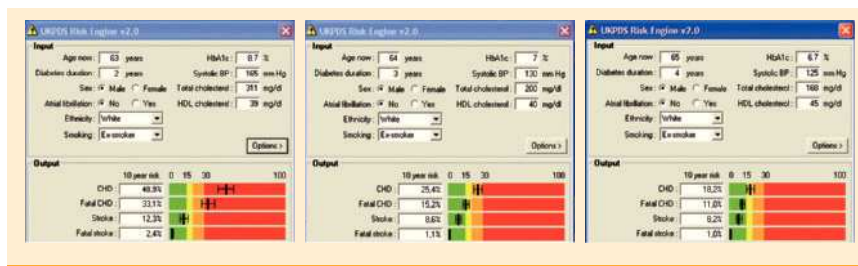 UKPDS Risk Engine v2.0
Input
Age now : 63 years HbA1c : 8.7 %
Diabetes duration : 2 years Systolic BP : 165 mm Hg
Sex : Male Female Total cholesterol : 311 mg/dl
Atrial fibrillation : No Yes HDL cholesterol : 39 mg/dl
Ethnicity : White
Smoking : Ex-smoker
Options >
Output
10 year risk 0 15 30 100
CHD : 48,9%
Fatal CHD : 33,1%
Stroke : 12,3%
Fatal stroke : 2,4%
UKPDS Risk Engine v2.0
Input
Age now : 64 years HbA1c : 7 %
Diabetes duration : 3 years Systolic BP : 130 mm Hg
Sex : Male Female Total cholesterol : 200 mg/dl
Atrial fibrillation : No Yes HDL cholesterol : 40 mg/dl
Ethnicity : White
Smoking : Ex-smoker
Options >
Output
10 year risk 0 15 30 100
CHD : 25,4%
Fatal CHD : 15,2%
Stroke : 8,6%
Fatal stroke : 1,1%
UKPDS Risk Engine v2.0
Input
Age now : 65 years HbA1c : 6.7 %
Diabetes duration : 4 years Systolic BP : 125 mm Hg
Sex : Male Female Total cholesterol : 160 mg/dl
Atrial fibrillation : No Yes HDL cholesterol : 45 mg/dl
Ethnicity : White
Smoking : Ex-smoker
Options >
Output
10 year risk 0 15 30 100
CHD : 18,2%
Fatal CHD : 11,0%
Stroke : 8,2%
Fatal stroke : 1,0%